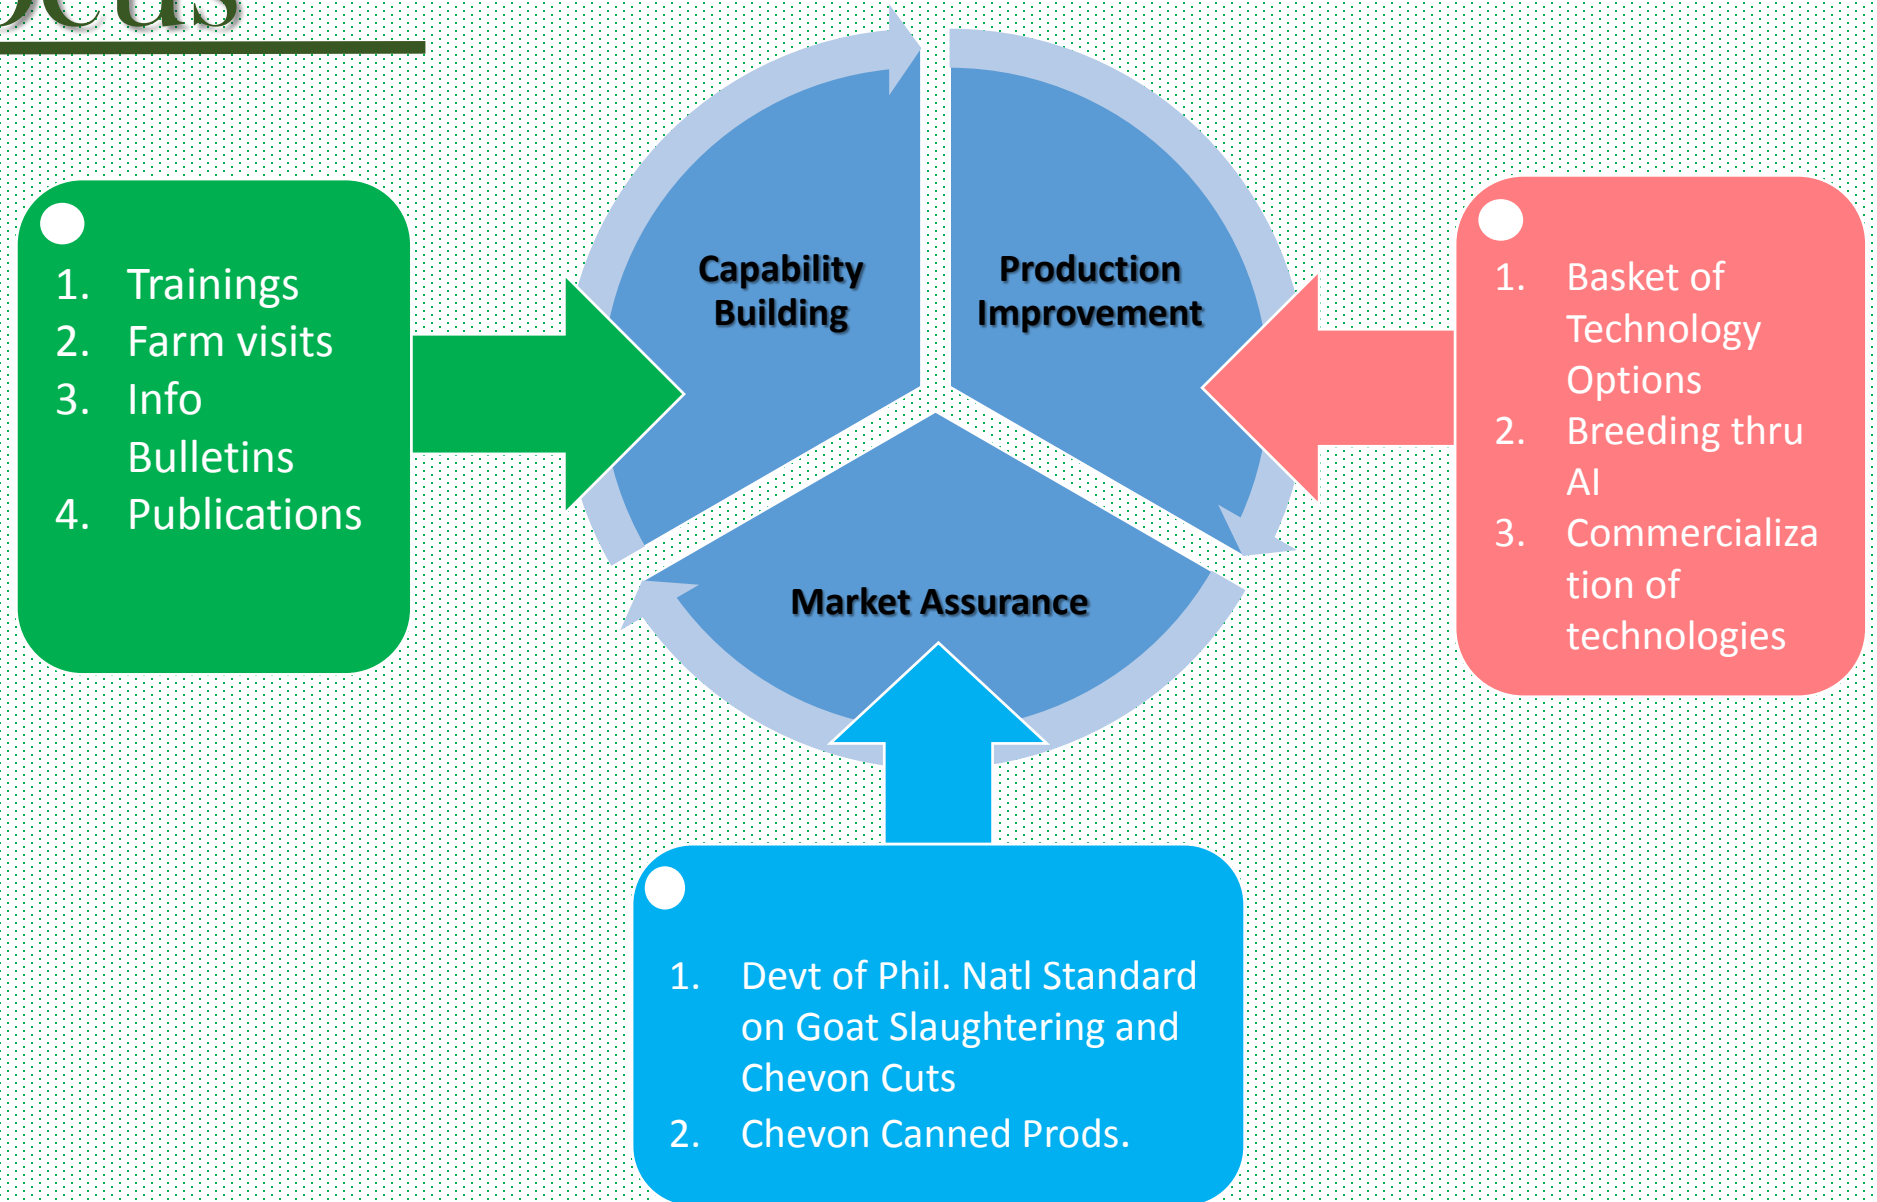 Capability
Building
Production
Improvement
Market Assurance
1. Trainings
2. Farm visits
3. Info
Bulletins
4. Publications
1. Basket of
Technology
Options
2. Breeding thru
AI
3. Commercializa
tion of
technologies
1. Devt of Phil. Natl Standard
on Goat Slaughtering and
Chevon Cuts
2. Chevon Canned Prods.